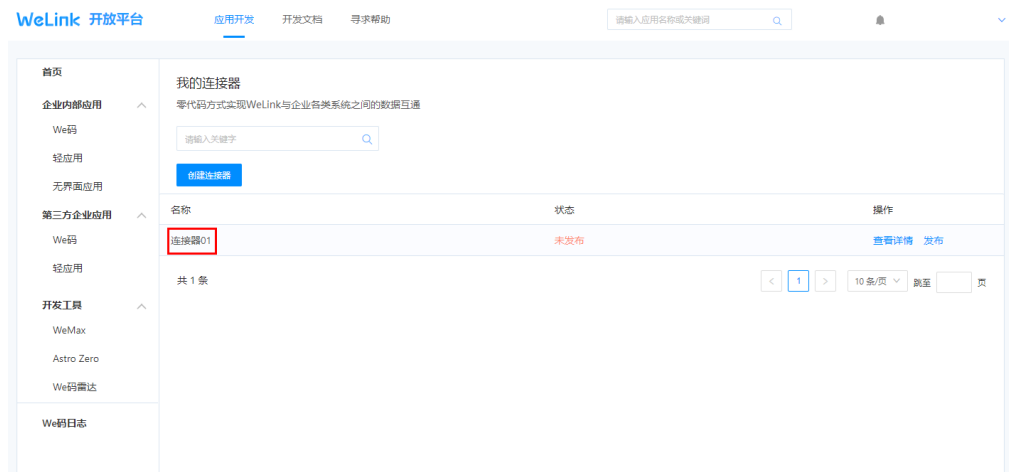 WeLink 开放平台
应用开发 开发文档 寻求帮助
请输入应用名称或关键词
首页
企业内部应用
We码
轻应用
无界面应用
第三方企业应用
We码
轻应用
开发工具
WeMax
Astro Zero
We码雷达
We码日志
我的连接器
零代码方式实现WeLink与企业各类系统之间的数据互通
请输入关键字
创建连接器
名称 状态 操作
连接器01 未发布 查看详情 发布
共 1 条
< 1 > 10 条/页 跳至 页